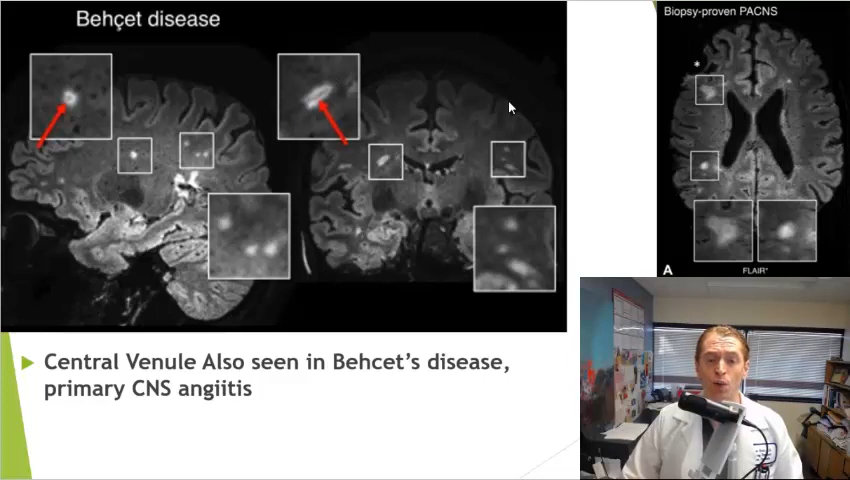 Behçet disease
Biopsy-proven PACNS
*
A
FLAIR*
Central Venule Also seen in Behcet's disease,
primary CNS angiitis